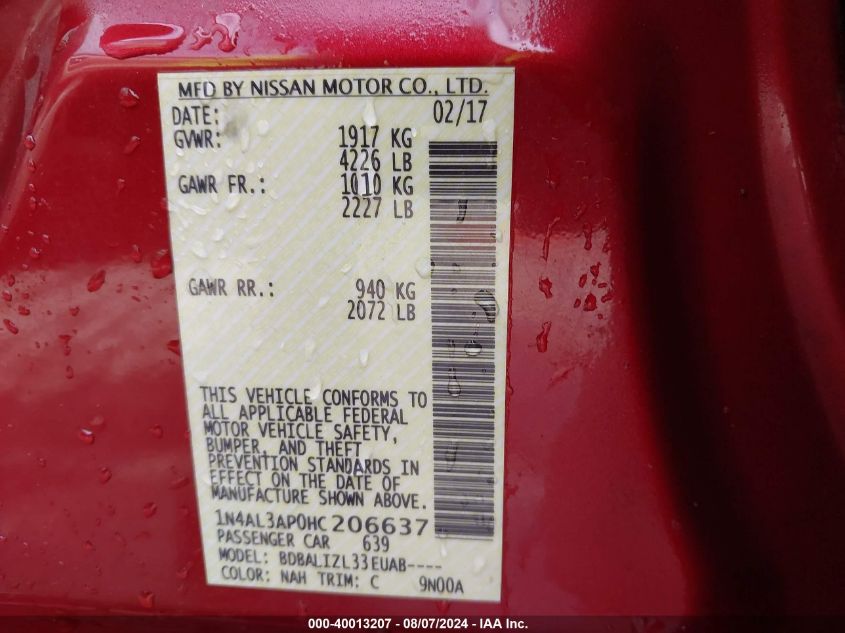 MFD BY NISSAN MOTOR CO., LTD.
DATE: 02/17
GVWR: 1917 KG
4226 LB
GAWR FR.: 1010 KG
2227 LB
GAWR RR.: 940 KG
2072 LB
THIS VEHICLE CONFORMS TO
ALL APPLICABLE FEDERAL
MOTOR VEHICLE SAFETY,
BUMPER, AND THEFT
PREVENTION STANDARDS IN
EFFECT ON THE DATE OF
MANUFACTURE SHOWN ABOVE.
1N4AL3AP0HC206637
PASSENGER CAR 639
MODEL: BDBALIZL33EUAB----
COLOR: NAH TRIM: C 9N00A
000-40013207 - 08/07/2024 - IAA Inc.